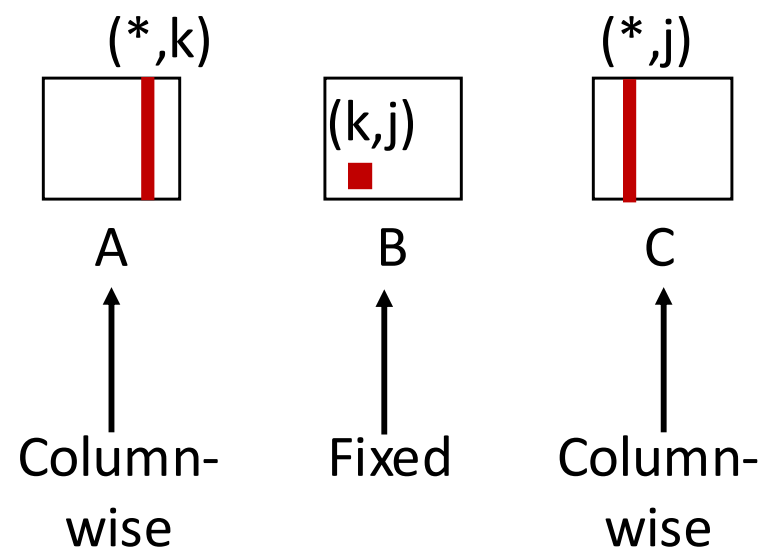 (*,k)
(*,j)
(k,j)
A
B
C
Column-
wise
Fixed
Column-
wise